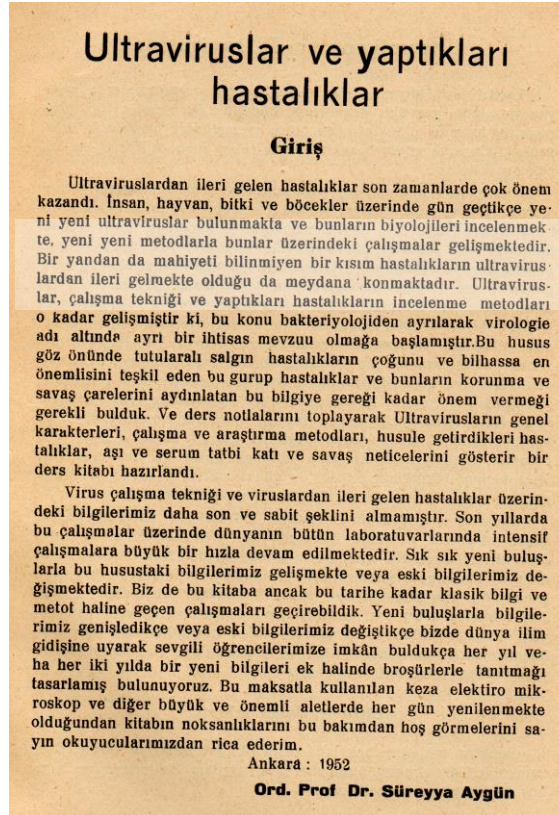 Ultraviruslar ve yaptıkları
hastalıklar
Giriş
Ultraviruslardan ileri gelen hastalıklar son zamanlarde çok önem
kazandı. İnsan, hayvan, bitki ve böcekler üzerinde gün geçtikçe ye-
ni yeni ultraviruslar bulunmakta ve bunların biyolojileri incelenmek
te, yeni yeni metodlarla bunlar üzerindeki çalışmalar gelişmektedir.
Bir yandan da mahiyeti bilinmiyen bir kısım hastalıkların ultravirus-
lardan ileri gelmekte olduğu da meydana konmaktadır. Ultravirus-
lar, çalışma tekniği ve yaptıkları hastalıkların incelenme metodları
o kadar gelişmiştir ki, bu konu bakteriyolojiden ayrılarak virologie
adı altında ayrı bir ihtisas mevzuu olmağa başlamıştır.Bu husus
göz önünde tutularalı salgın hastalıkların çoğunu ve bilhassa en
önemlisini teşkil eden bu gurup hastalıklar ve bunların korunma ve
savaş çarelerini aydınlatan bu bilgiye gereği kadar önem vermeği
gerekli bulduk. Ve ders notlalarını toplayarak Ultravirusların genel
karakterleri, çalışma ve araştırma metodları, husule getirdikleri has-
talıklar, aşı ve serum tatbi katı ve savaş neticelerini gösterir bir
ders kitabı hazırlandı.
Virus çalışma tekniği ve viruslardan ileri gelen hastalıklar üzerin-
deki bilgilerimiz daha son ve sabit şeklini almamıştır. Son yıllarda
bu çalışmalar üzerinde dünyanın bütün laboratuvarlarında intensif
çalışmalara büyük bir hızla devam edilmektedir. Sık sık yeni buluş-
larla bu husustaki bilgilerimiz gelişmekte veya eski bilgilerimiz de-
ğişmektedir. Biz de bu kitaba ancak bu tarihe kadar klasik bilgi ve
metot haline geçen çalışmaları geçirebildik. Yeni buluşlarla bilgile-
rimiz genişledikçe veya eski bilgilerimiz değiştikçe bizde dünya ilim
gidişine uyarak sevgili öğrencilerimize imkân buldukça her yıl ve-
ha her iki yılda bir yeni bilgileri ek halinde broşürlerle tanıtmağı
tasarlamış bulunuyoruz. Bu maksatla kullanılan keza elektiro mik-
roskop ve diğer büyük ve önemli aletlerde her gün yenilenmekte
olduğundan kitabın noksanlıklarını bu bakımdan hoş görmelerini sa-
yın okuyucularımızdan rica ederim.
Ankara : 1952
Ord. Prof Dr. Süreyya Aygün